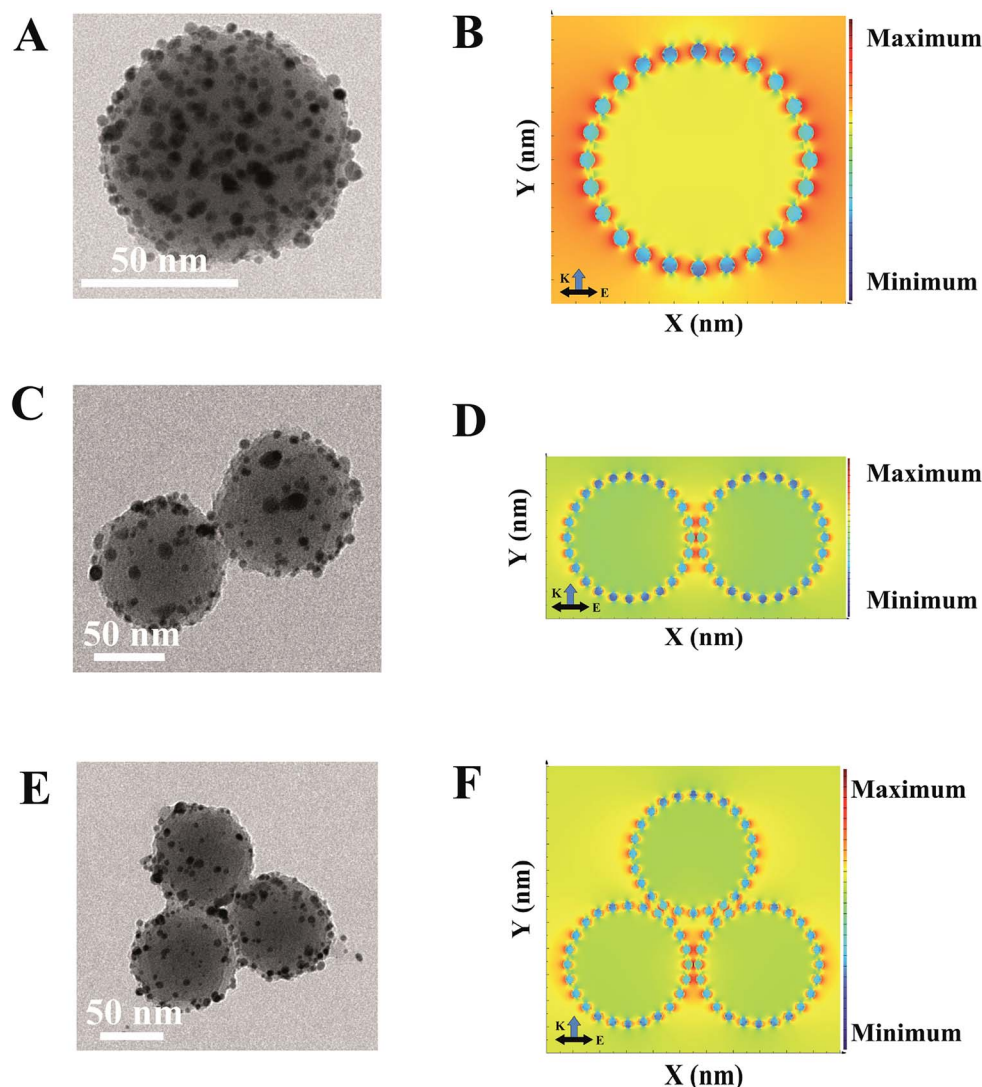 A
50 nm
B
Maximum
Y (nm)
K
E
Minimum
X (nm)
C
50 nm
D
Maximum
Y (nm)
K
E
Minimum
X (nm)
E
50 nm
F
Maximum
Y (nm)
K
E
Minimum
X (nm)